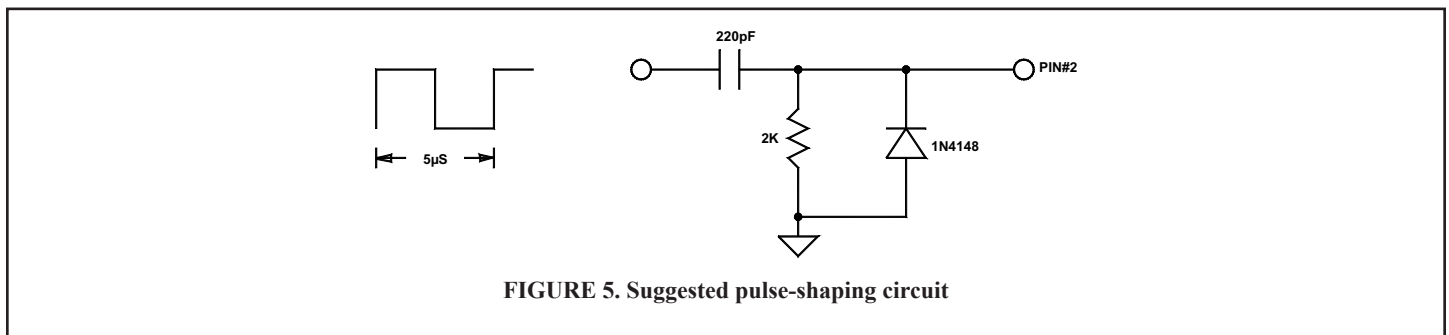 220pF
PIN#2
2K
1N4148
5µS
FIGURE 5. Suggested pulse-shaping circuit